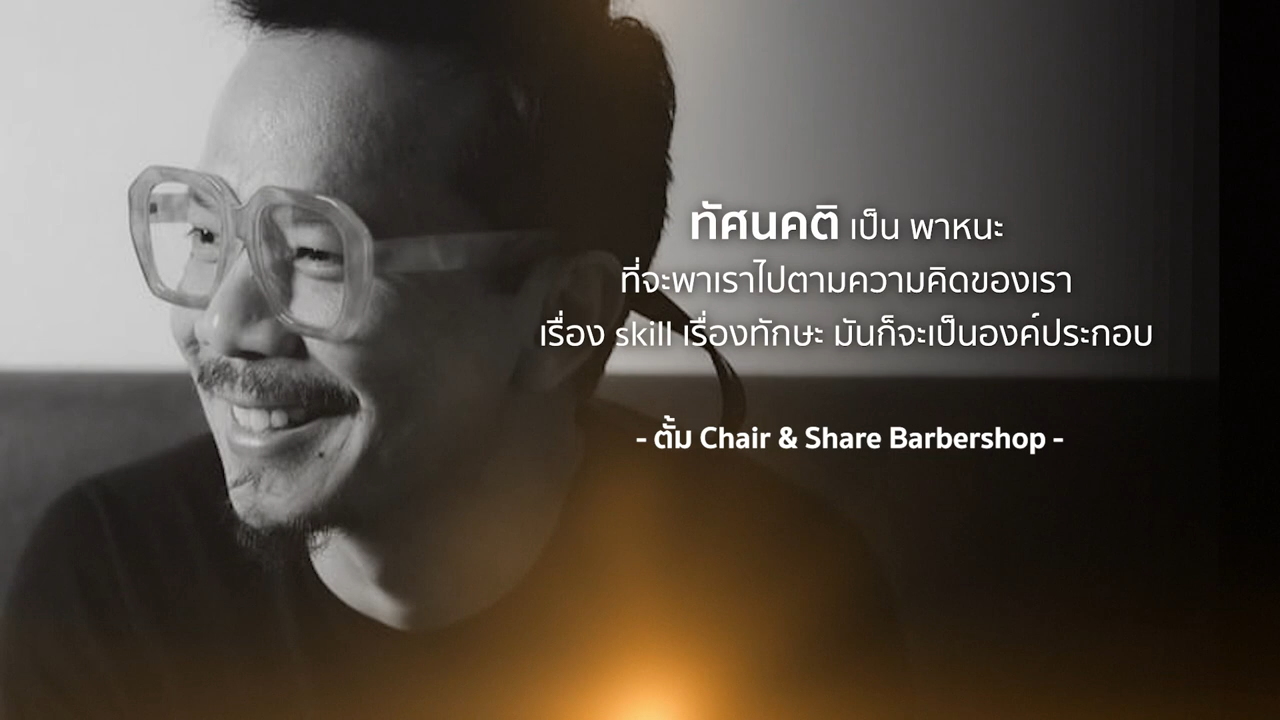 ทัศนคติ เป็น พาหนะ
ที่จะพาเราไปตามความคิดของเรา
เรื่อง skill เรื่องทักษะ มันก็จะเป็นองค์ประกอบ
- ตั้ม Chair & Share Barbershop -